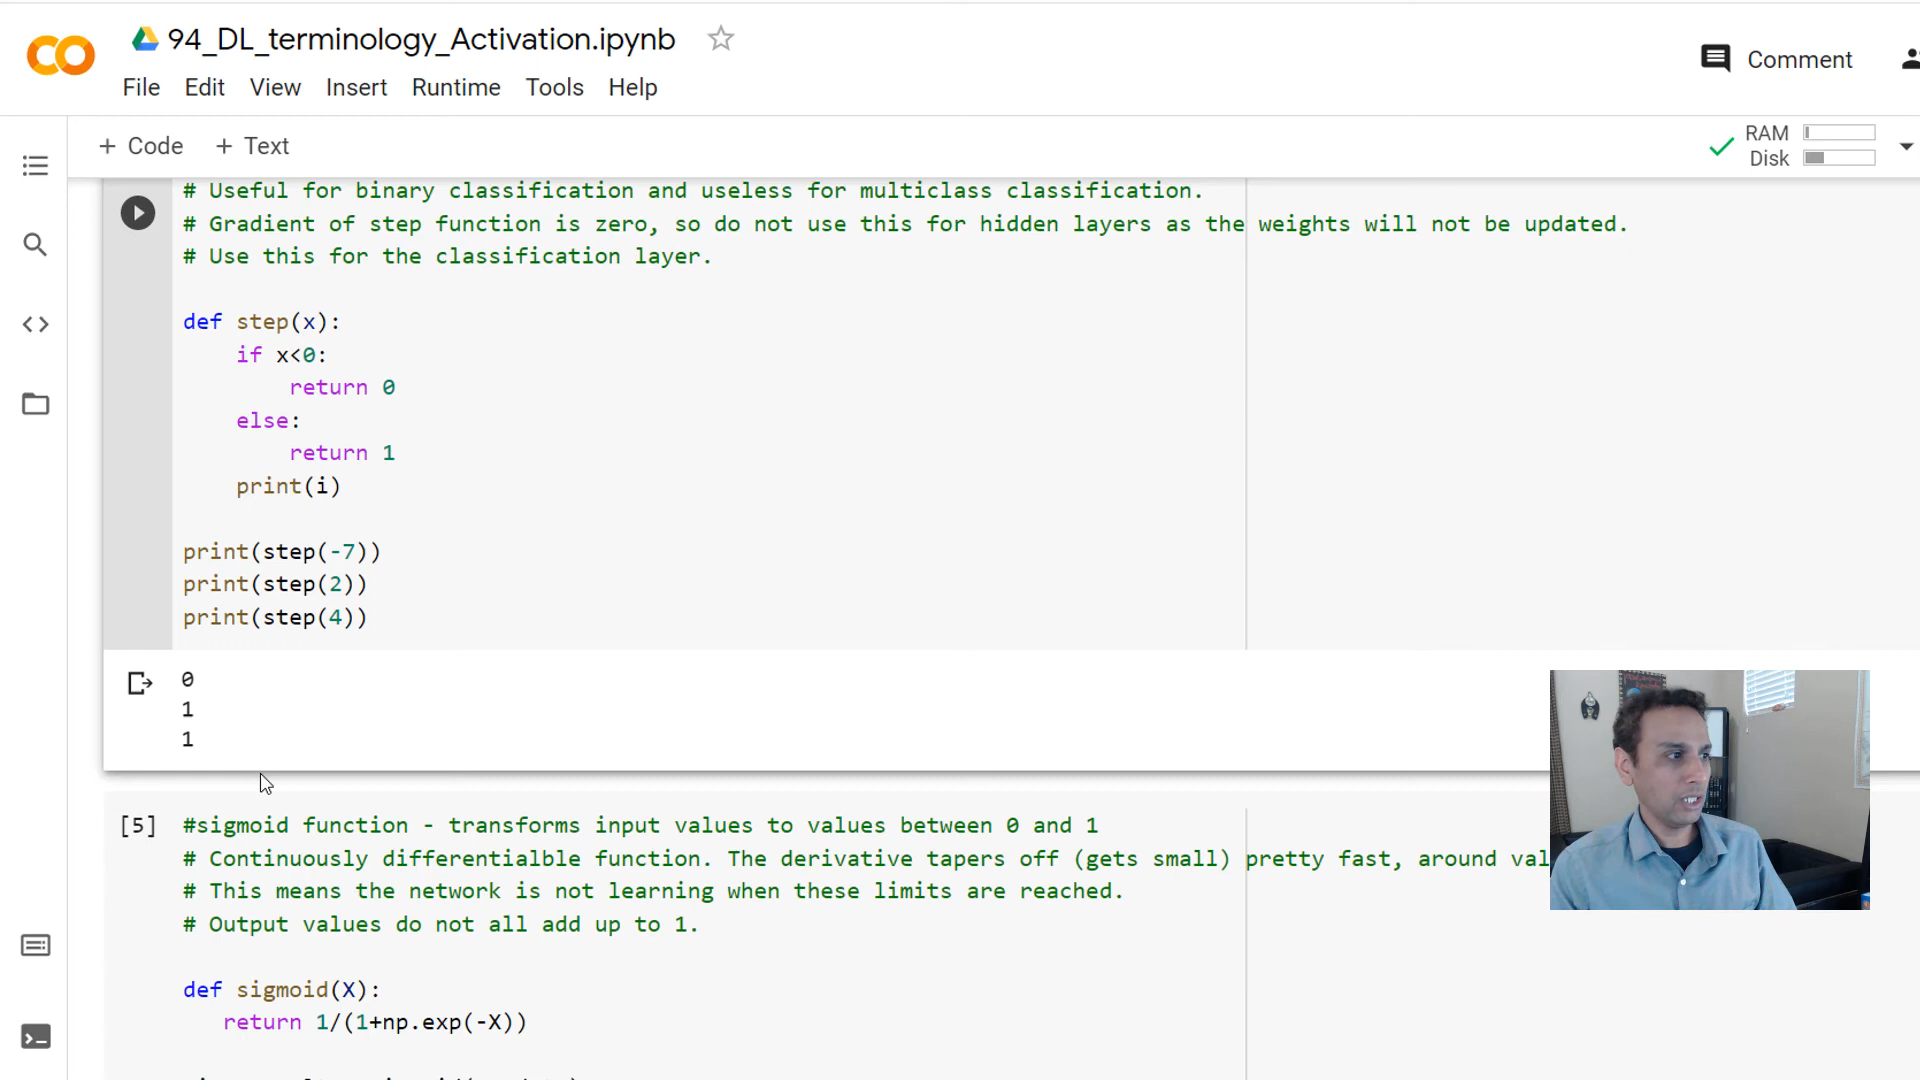 94_DL_terminology_Activation.ipynb
File Edit View Insert Runtime Tools Help
Comment
+ Code + Text
RAM
Disk
# Useful for binary classification and useless for multiclass classification.
# Gradient of step function is zero, so do not use this for hidden layers as the weights will not be updated.
# Use this for the classification layer.
def step(x):
if x<0:
return 0
else:
return 1
print(i)
print(step(-7))
print(step(2))
print(step(4))
0
1
1
[5] #sigmoid function - transforms input values to values between 0 and 1
# Continuously differentialble function. The derivative tapers off (gets small) pretty fast, around
# This means the network is not learning when these limits are reached.
# Output values do not all add up to 1.
def sigmoid(X):
return 1/(1+np.exp(-X))